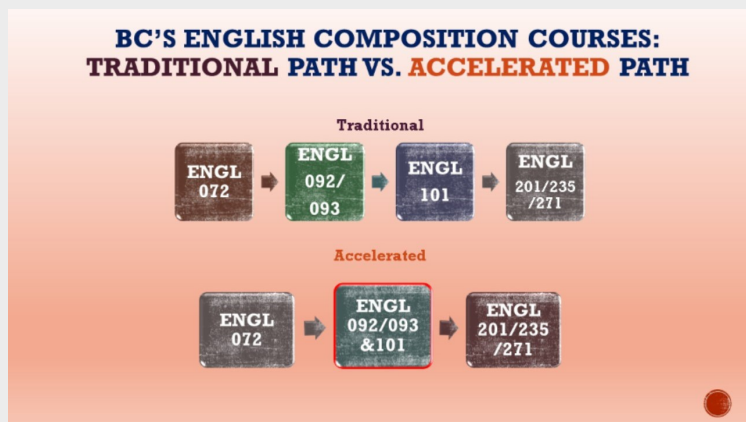 BC'S ENGLISH COMPOSITION COURSES:
TRADITIONAL PATH VS. ACCELERATED PATH
Traditional
ENGL
072
ENGL
092/
093
ENGL
101
ENGL
201/235
/271
Accelerated
ENGL
072
ENGL
092/093
&101
ENGL
201/235
/271